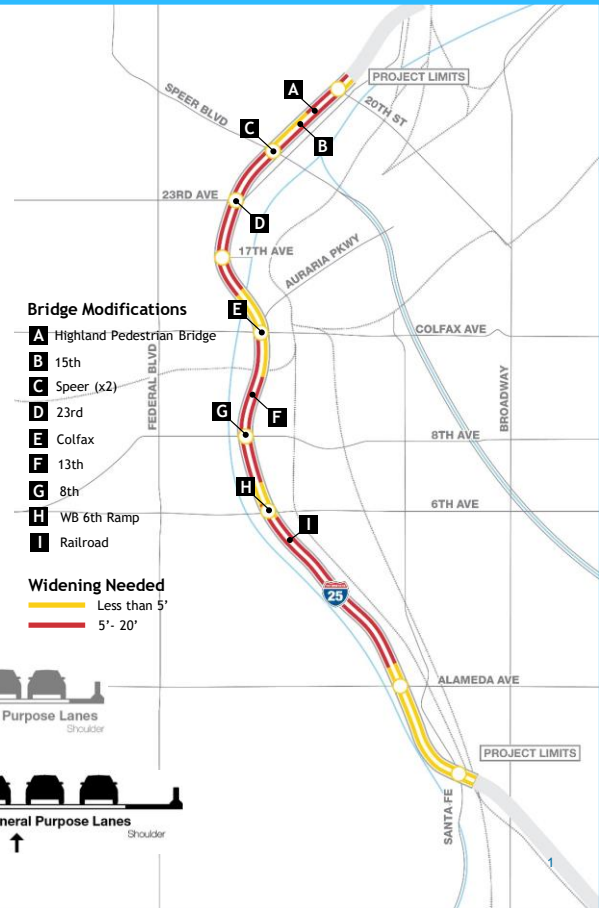 PROJECT LIMITS
A
SPEER BLVD
20TH ST
C
B
23RD AVE
D
17TH AVE
AURARIA PKWY
Bridge Modifications
E
A Highland Pedestrian Bridge
COLFAX AVE
B 15th
C Speer (x2)
FEDERAL BLVD
BROADWAY
D 23rd
G
F
E Colfax
8TH AVE
F 13th
G 8th
H
6TH AVE
H WB 6th Ramp
I
I Railroad
Widening Needed
25
Less than 5'
5'- 20'
ALAMEDA AVE
Purpose Lanes
Shoulder
PROJECT LIMITS
SANTA FE
neral Purpose Lanes
Shoulder
1